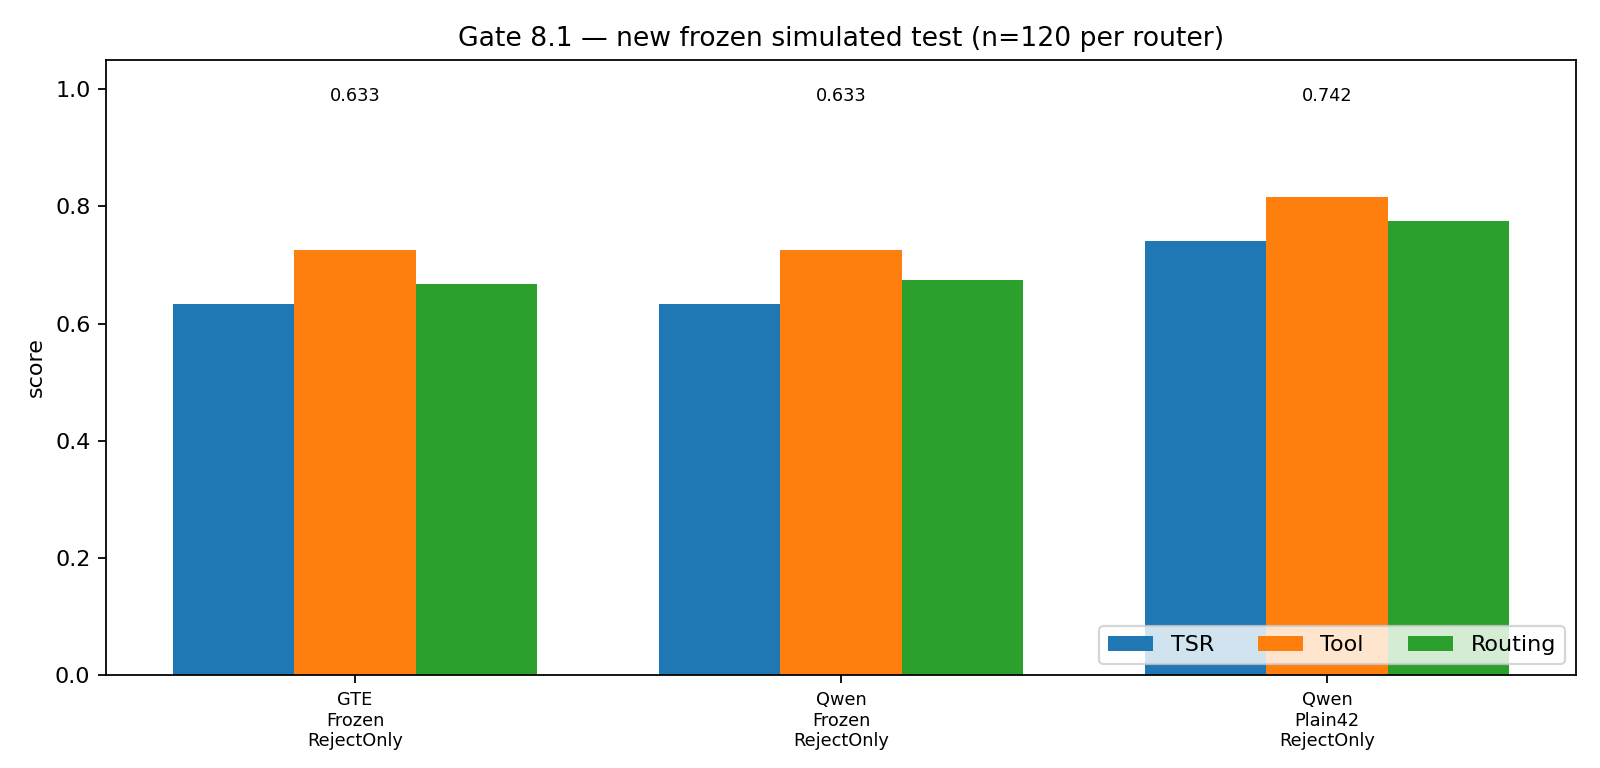 Gate 8.1 — new frozen simulated test (n=120 per router)
1.0
0.8
0.6
0.4
0.2
0.0
score
0.633
0.633
0.742
TSR
Tool
Routing
GTE
Frozen
RejectOnly
Qwen
Frozen
RejectOnly
Qwen
Plain42
RejectOnly